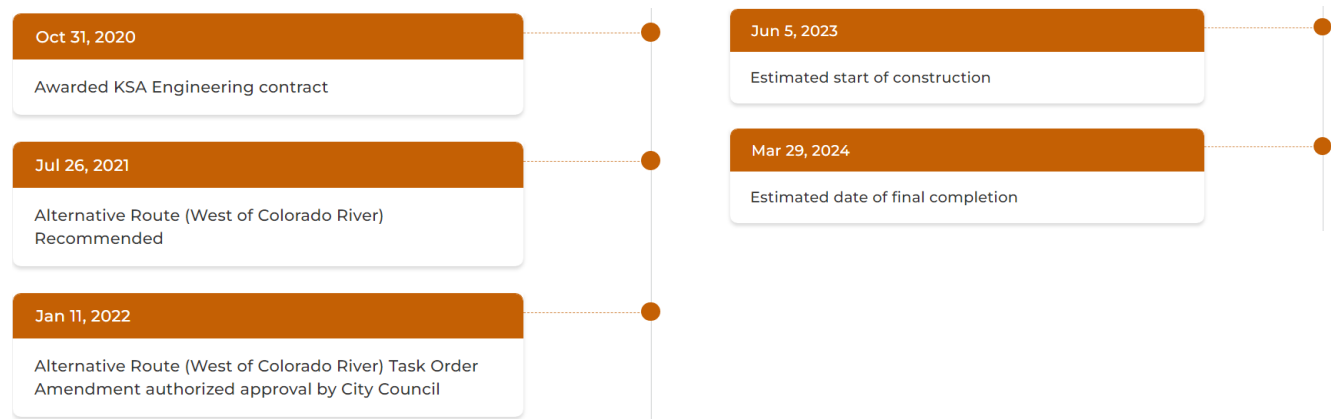 Oct 31, 2020
Awarded KSA Engineering contract
Jul 26, 2021
Alternative Route (West of Colorado River)
Recommended
Jan 11, 2022
Alternative Route (West of Colorado River) Task Order
Amendment authorized approval by City Council
Jun 5, 2023
Estimated start of construction
Mar 29, 2024
Estimated date of final completion